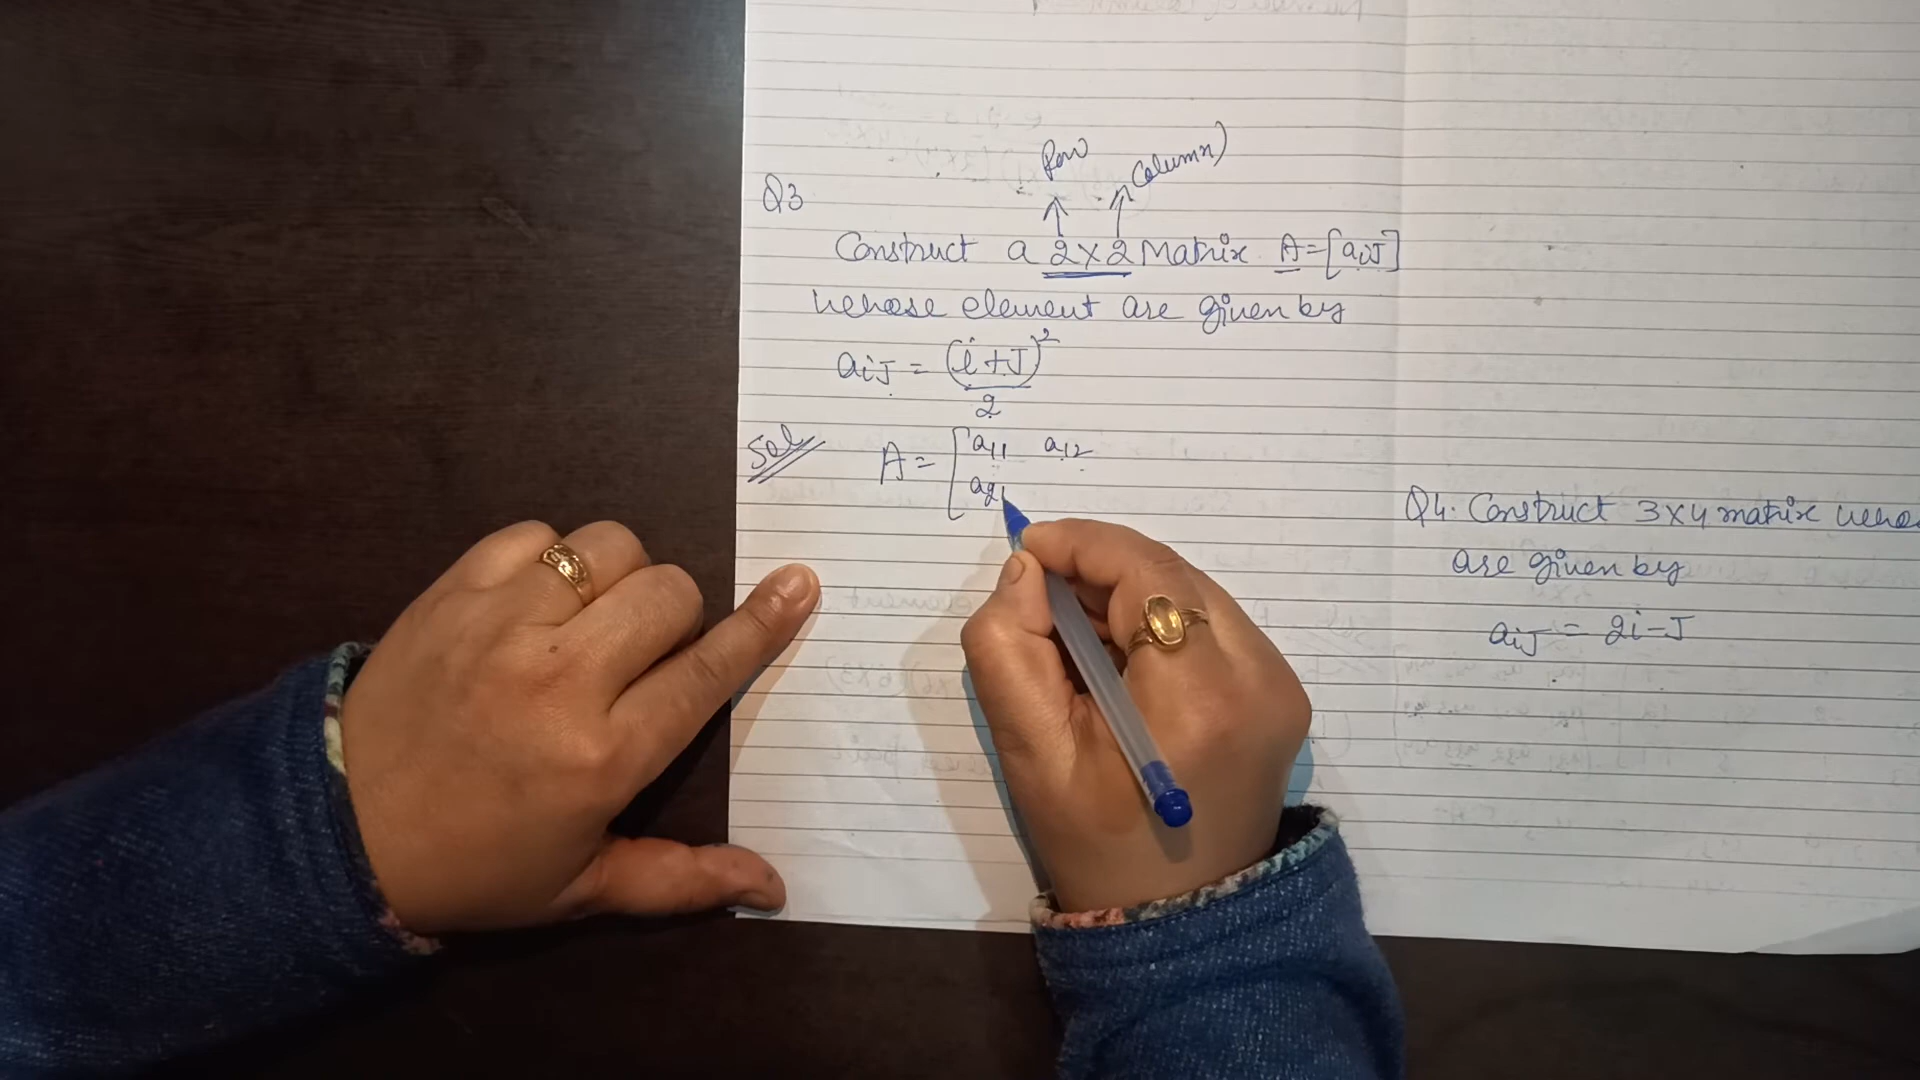 Row Column)
Q3
Construct a 2×2 Matrix A=[aiJ]
whose element are given by
aiJ = (i+J)²
2
Sol
A = [a11 a12
a21
Q4. Construct 3×4 matrix
are given by
aiJ = 2i-J